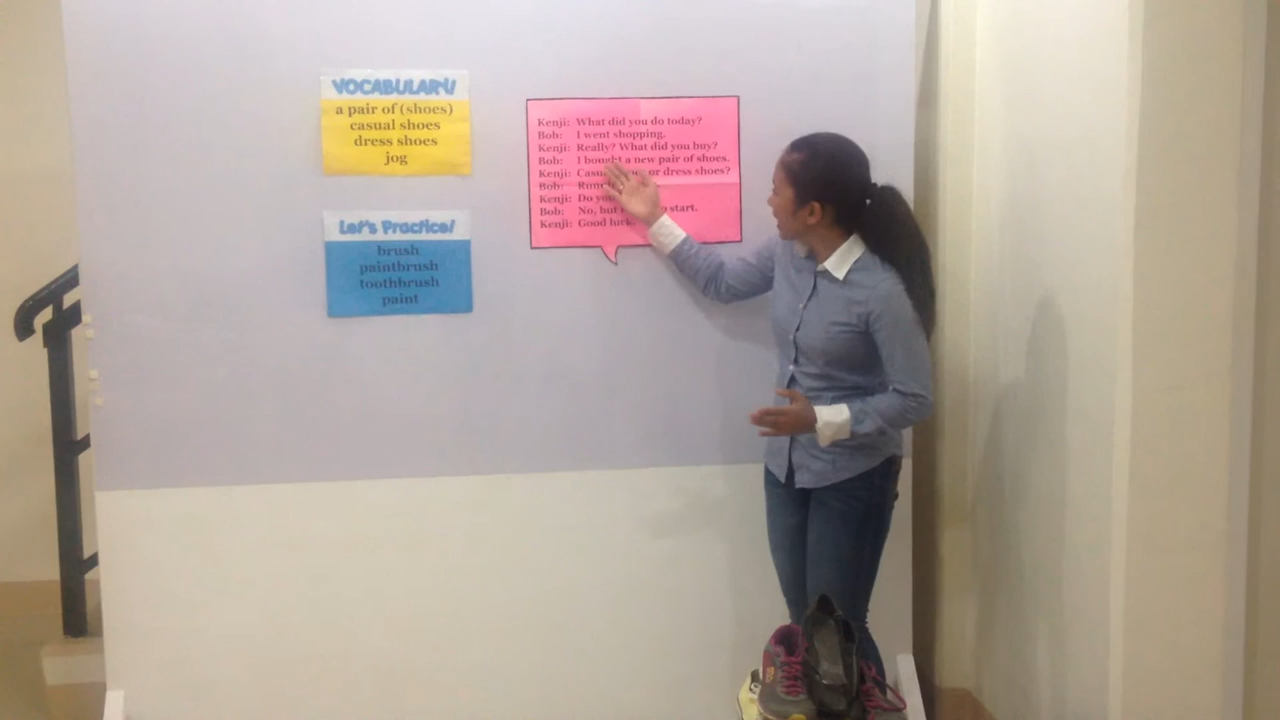 VOCABULARY
a pair of (shoes)
casual shoes
dress shoes
jog
Let's Practice!
brush
paintbrush
toothbrush
paint
Kenji: What did you do today?
Bob: I went shopping.
Kenji: Really? What did you buy?
Bob: I bought a new pair of shoes.
Kenji: or dress shoes?
Bob:
Kenji: Do you
Bob: No, but start.
Kenji: Good luck